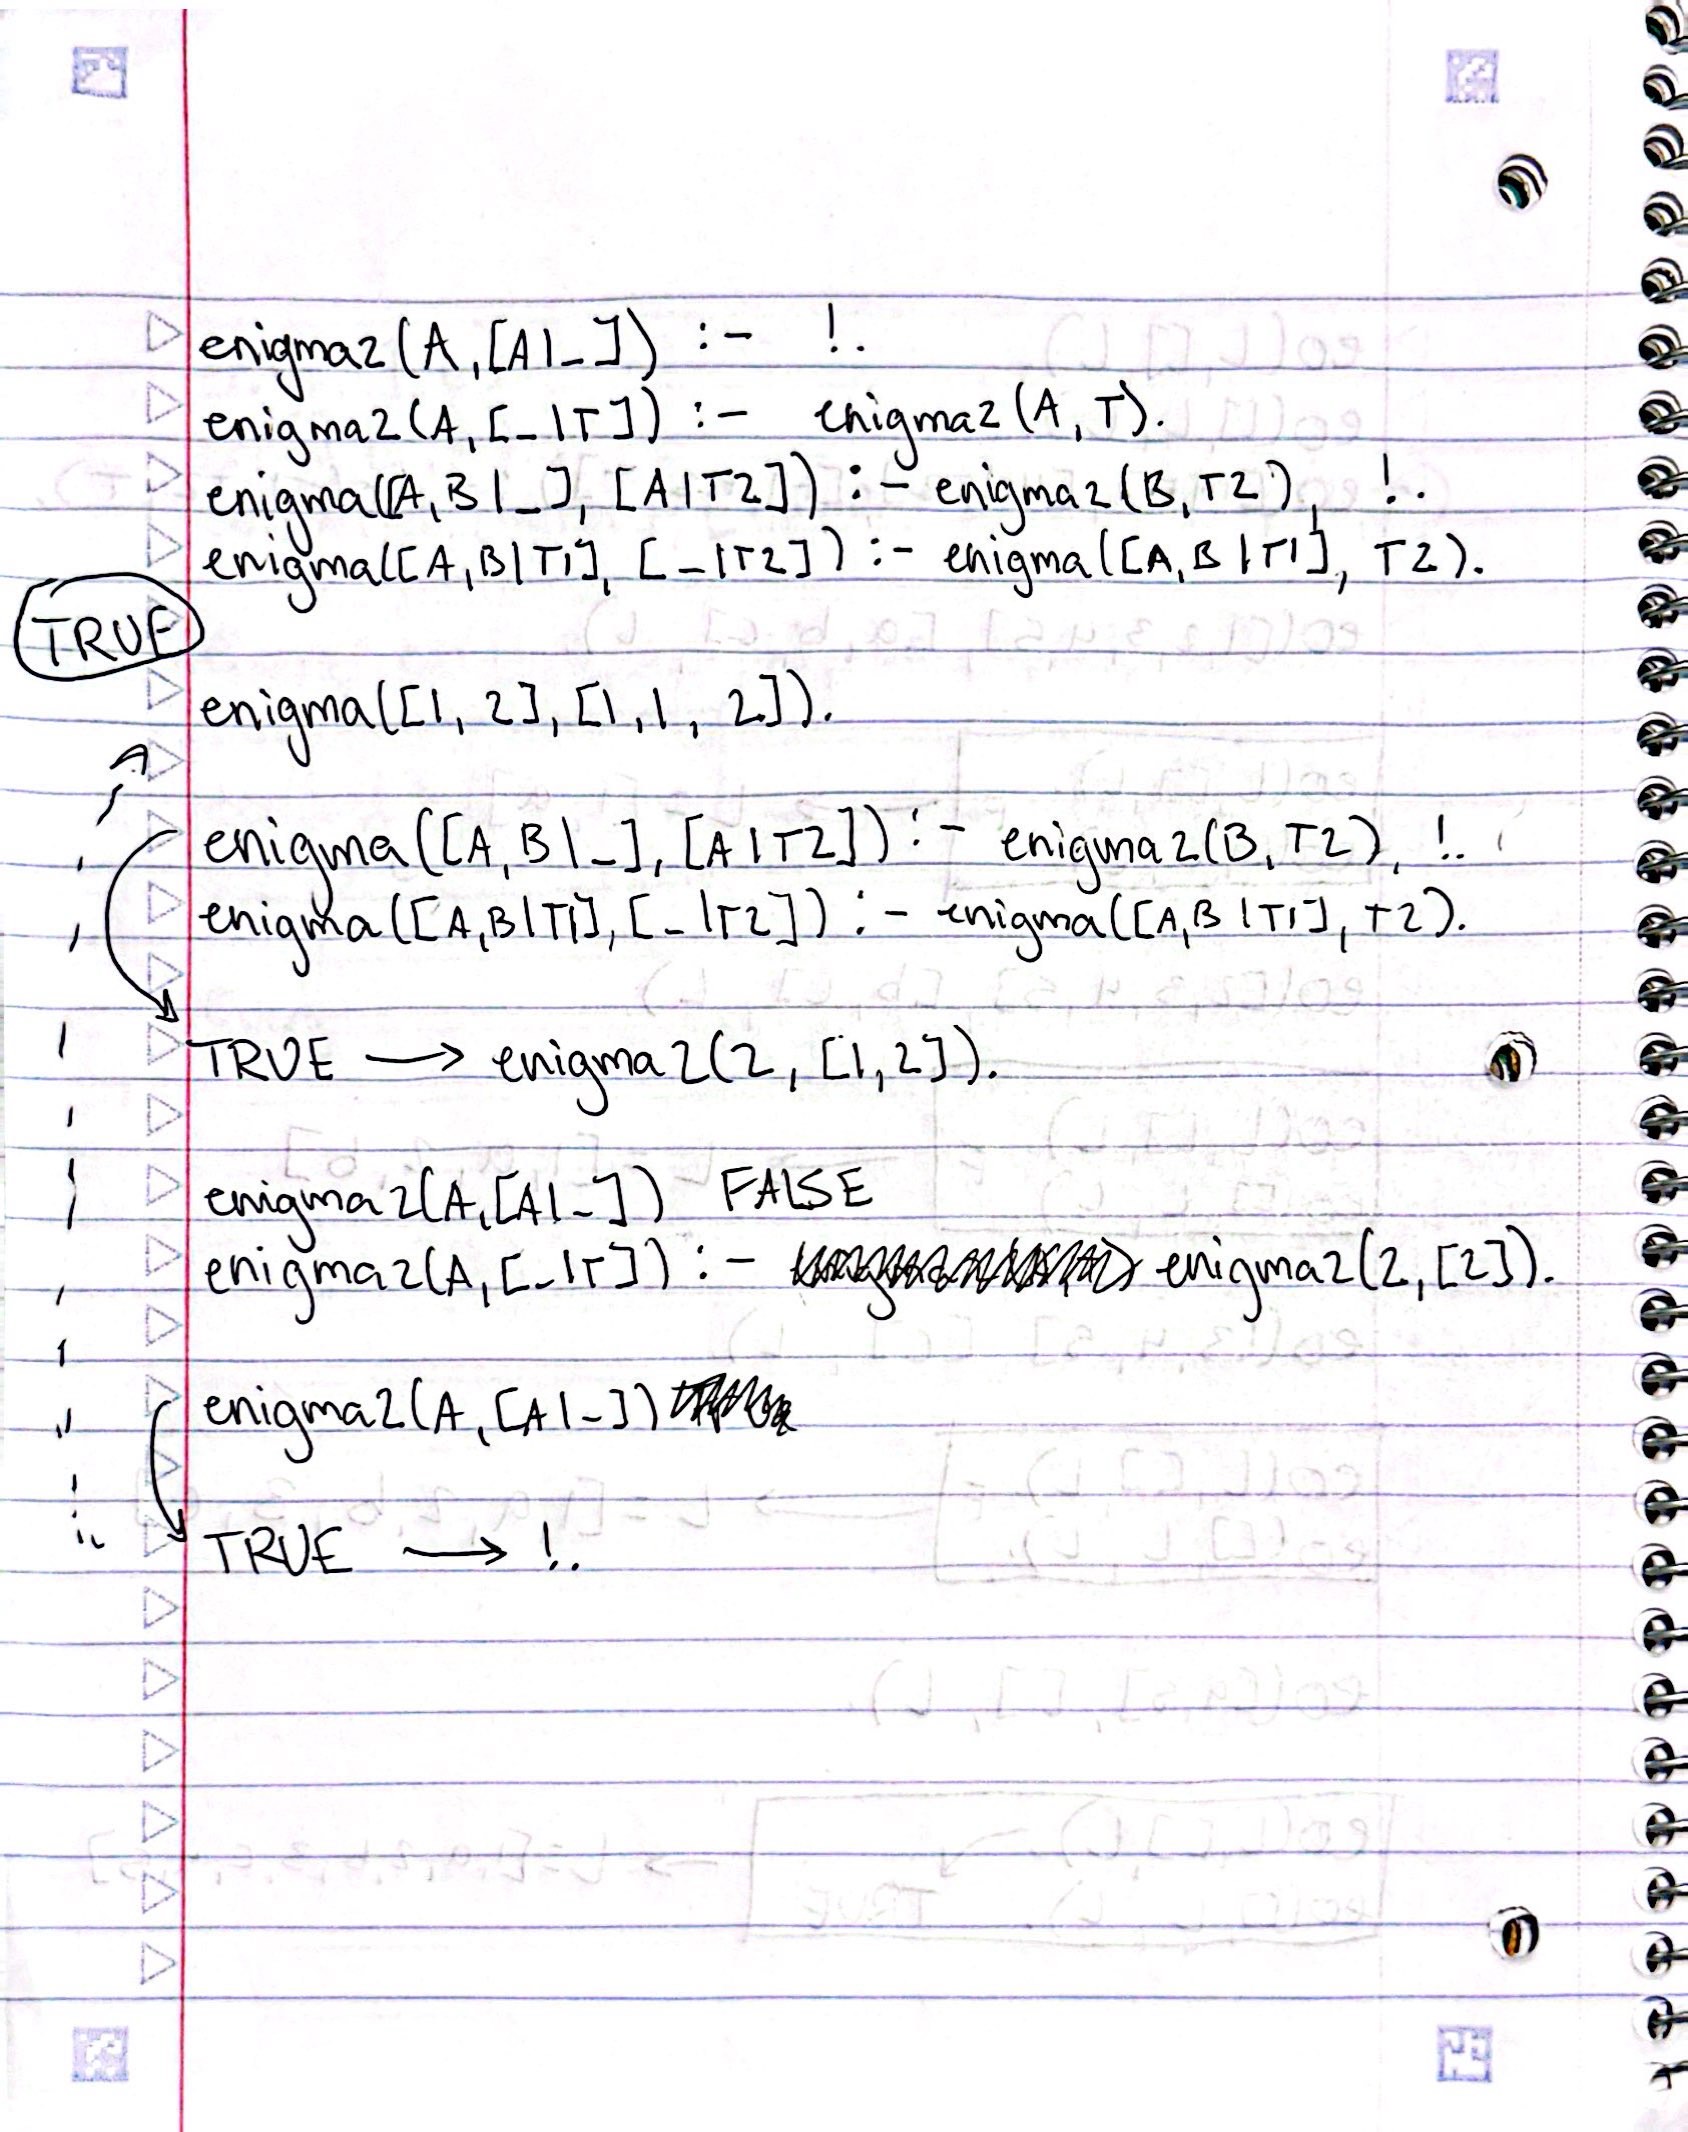 enigma2(A,[A|_]) :- !.
enigma2(A,[_|T]) :- enigma2(A,T).
enigma([A,B|_],[A|T2]) :- enigma2(B,T2), !.
enigma([A,B|T1],[_|T2]) :- enigma([A,B|T1],T2).
TRUE
enigma([1,2],[1,1,2]).
enigma([A,B|_],[A|T2]) :- enigma2(B,T2), !.
enigma([A,B|T1],[_|T2]) :- enigma([A,B|T1],T2).
TRUE → enigma2(2,[1,2]).
enigma2(A,[A|_]) FALSE
enigma2(A,[_|T]) :- enigma2(2,[2]).
enigma2(A,[A|_])
TRUE → !.